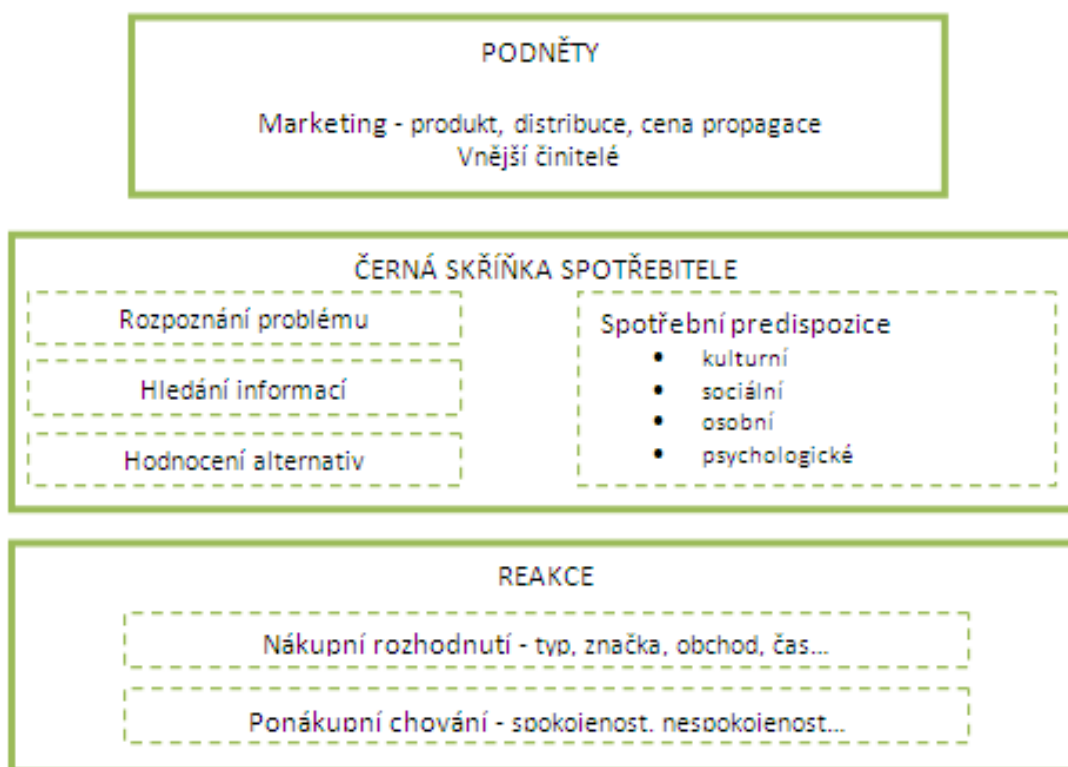 PODNĚTY
Marketing - produkt, distribuce, cena propagace
Vnější činitelé
ČERNÁ SKŘÍŇKA SPOTŘEBITELE
Rozpoznání problému
Hledání informací
Hodnocení alternativ
Spotřební predispozice
• kulturní
• sociální
• osobní
• psychologické
REAKCE
Nákupní rozhodnutí - typ, značka, obchod, čas...
Ponákupní chování - spokojenost, nespokojenost...